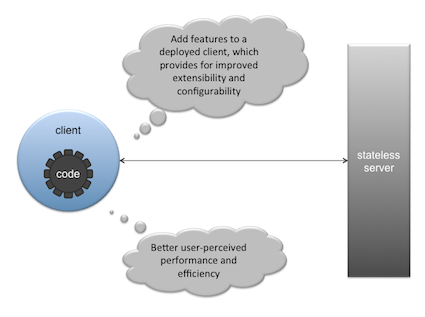 Add features to a
deployed client, which
provides for improved
extensibility and
configurability
client
code
stateless
server
Better user-perceived
performance and
efficiency